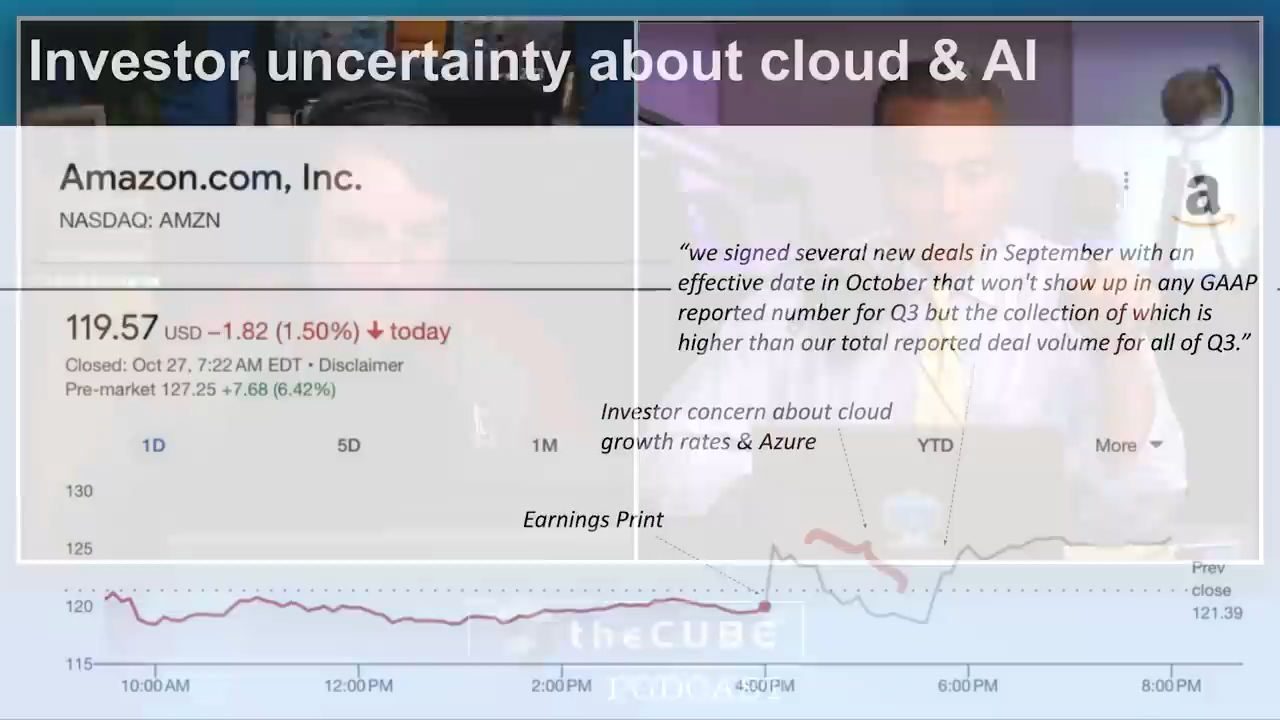 Investor uncertainty about cloud & AI
Amazon.com, Inc.
NASDAQ: AMZN
a
“we signed several new deals in September with an
effective date in October that won't show up in any GAAP
reported number for Q3 but the collection of which is
higher than our total reported deal volume for all of Q3.”
119.57 USD −1.82 (1.50%) today
Closed: Oct 27, 7:22 AM EDT • Disclaimer
Pre-market 127.25 +7.68 (6.42%)
Investor concern about cloud
growth rates & Azure
1D 5D 1M YTD More
130
Earnings Print
125
Prev
close
121.39
120
theCUBE
115
PODCAST
10:00 AM 12:00 PM 2:00 PM 4:00 PM 6:00 PM 8:00 PM